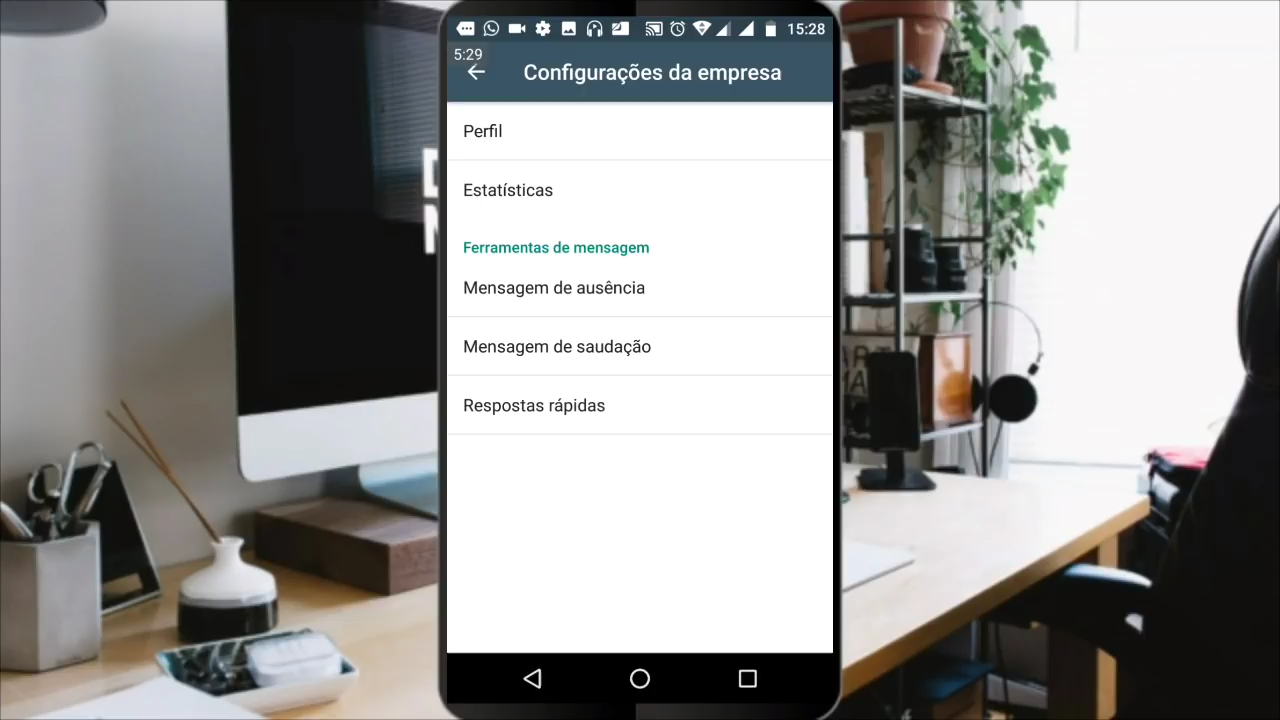 15:28
5:29
Configurações da empresa
Perfil
Estatísticas
Ferramentas de mensagem
Mensagem de ausência
Mensagem de saudação
Respostas rápidas